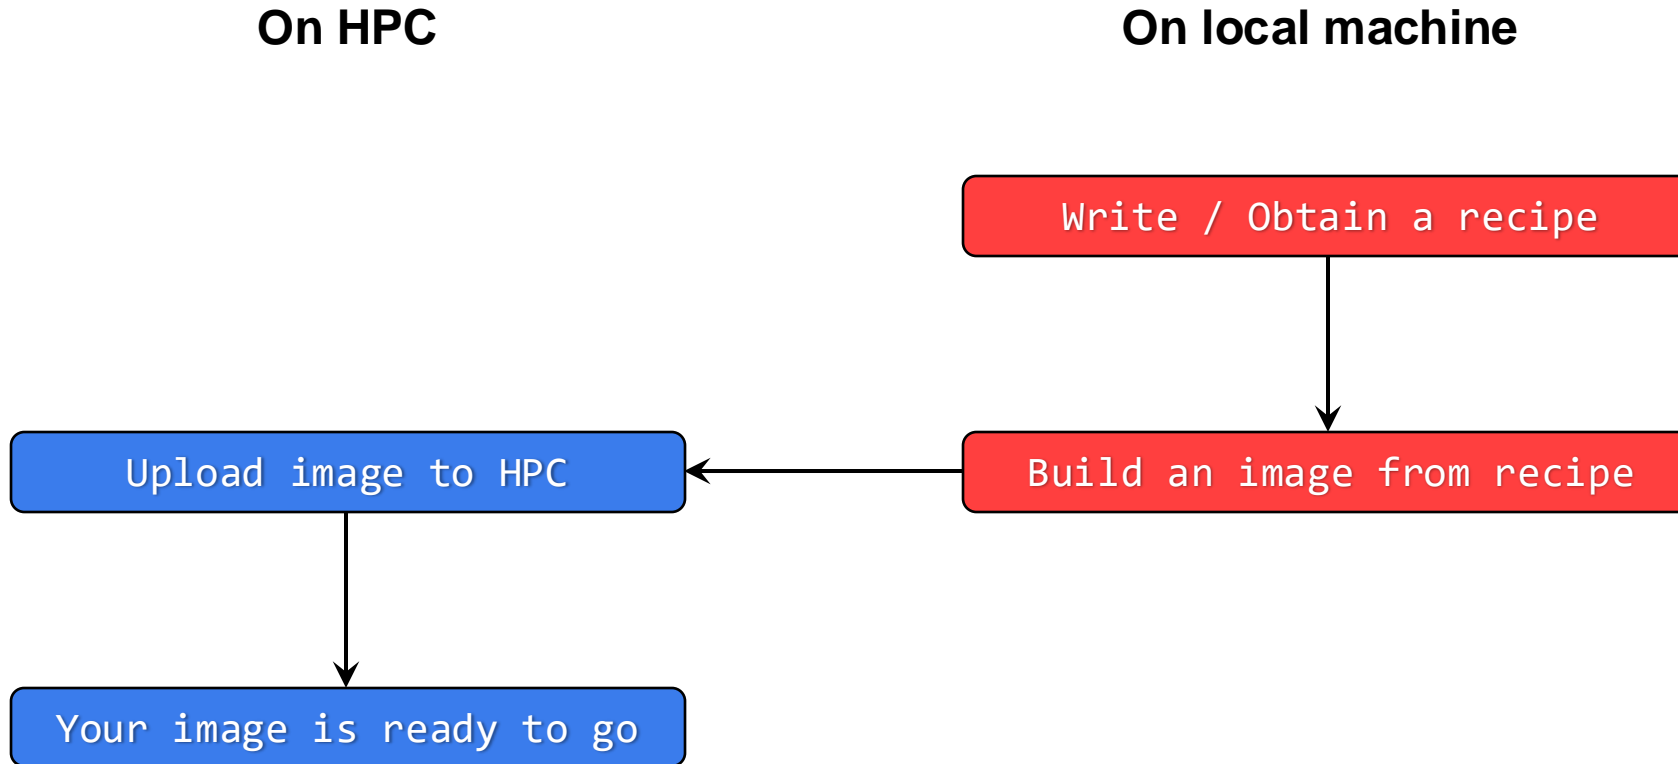 On HPC
On local machine
Write / Obtain a recipe
Upload image to HPC
Build an image from recipe
Your image is ready to go